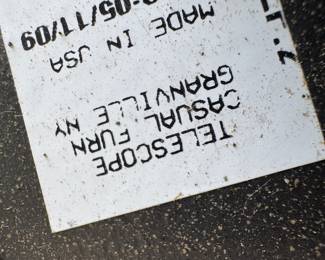 TELESCOPE
CASUAL FURN
GRANVILLE NY
MADE IN USA
05/11/09